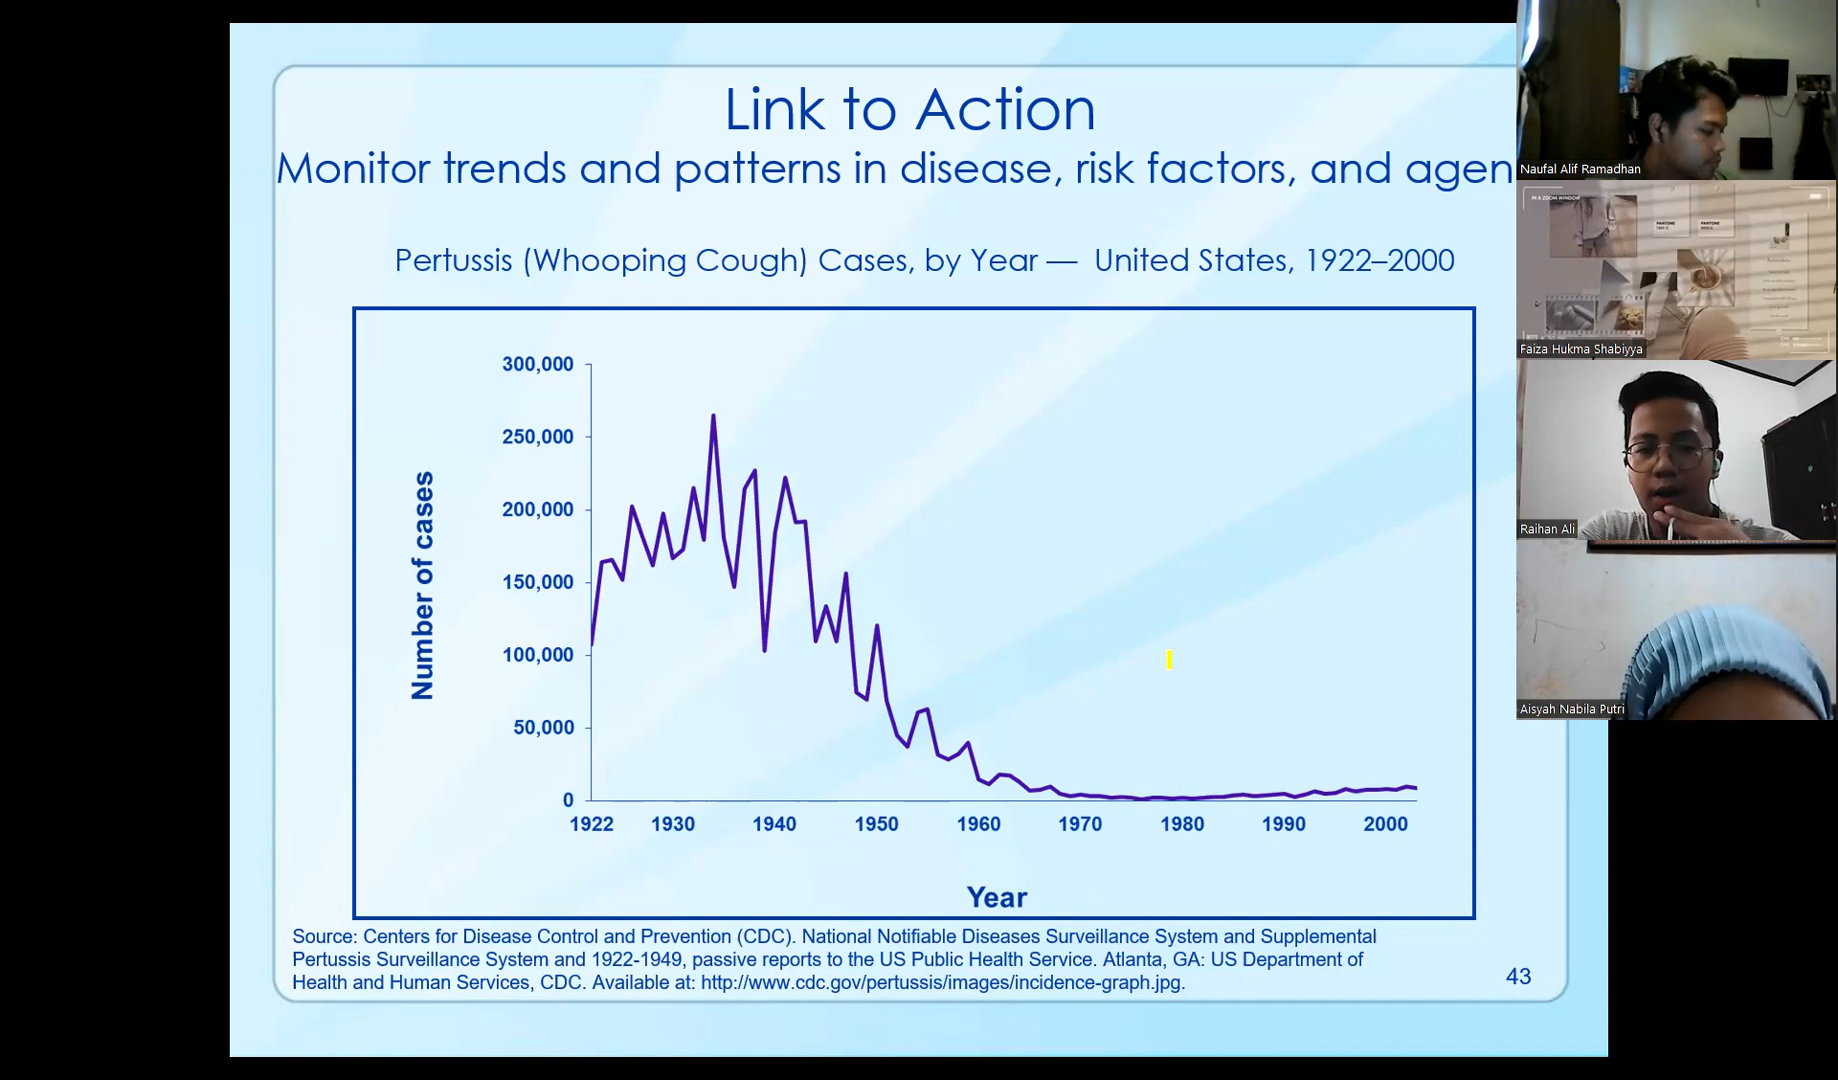 Link to Action
Monitor trends and patterns in disease, risk factors, and agen
Pertussis (Whooping Cough) Cases, by Year — United States, 1922–2000
300,000
250,000
200,000
150,000
100,000
50,000
0
Number of cases
1922 1930 1940 1950 1960 1970 1980 1990 2000
Year
Source: Centers for Disease Control and Prevention (CDC). National Notifiable Diseases Surveillance System and Supplemental
Pertussis Surveillance System and 1922-1949, passive reports to the US Public Health Service. Atlanta, GA: US Department of
Health and Human Services, CDC. Available at: http://www.cdc.gov/pertussis/images/incidence-graph.jpg.
43
Naufal Alif Ramadhan
IN A ZOOM WINDOW
PANTONE
PANTONE
Faiza Hukma Shabiyya
Raihan Ali
Aisyah Nabila Putri